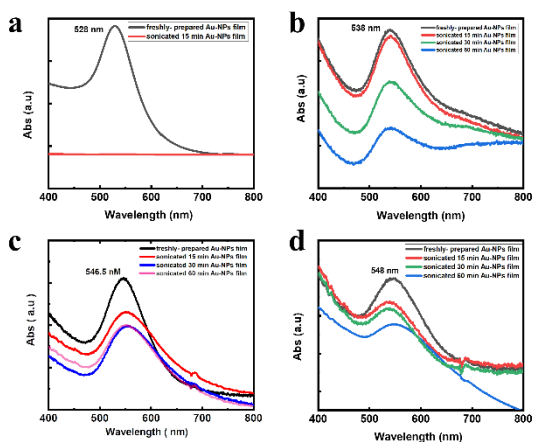 a
528 nm
freshly-prepared Au-NPs film
sonicated 15 min Au-NPs film
Abs (a.u)
400 500 600 700 800
Wavelength (nm)
b
538 nm
freshly- prepared Au-NPs film
sonicated 15 min Au-NPs film
sonicated 30 min Au-NPs film
sonicated 60 min Au-NPs film
Abs (a.u)
400 500 600 700 800
Wavelength (nm)
c
546.5 nM
freshly- prepared Au-NPs film
sonicated 15 min Au-NPs film
sonicated 30 min Au-NPs film
sonicated 60 min Au-NPs film
Abs ( a.u )
400 500 600 700 800
Wavelength ( nm)
d
548 nm
freshly-prepared Au-NPs film
sonicated 15 min Au-NPs film
sonicated 30 min Au-NPs film
sonicated 60 min Au-NPs film
Abs ( a.u )
400 500 600 700 800
Wavelength (nm)